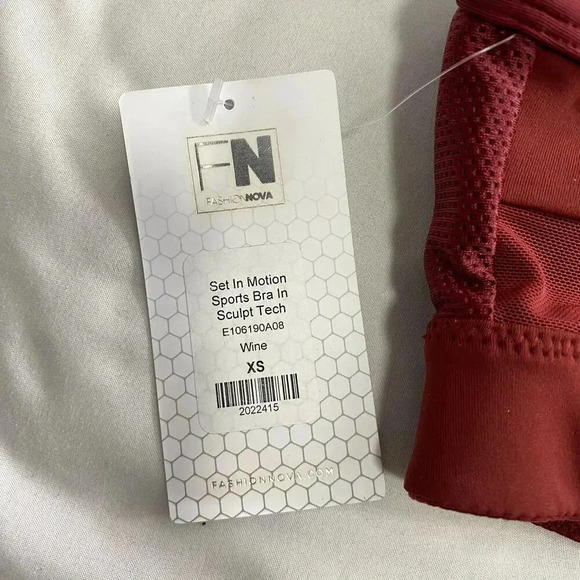 FN
FASHIONNOVA
Set In Motion
Sports Bra In
Sculpt Tech
E106190A08
Wine
XS
2022415
FASHIONNOVA.COM